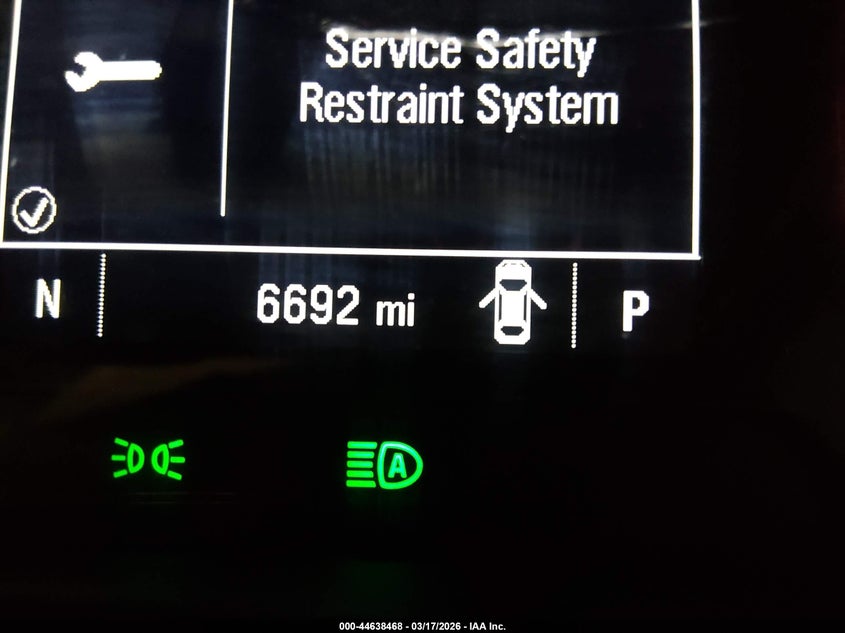 Service Safety
Restraint System
N
6692 mi
P
A
000-44638468 - 03/17/2026 - IAA Inc.